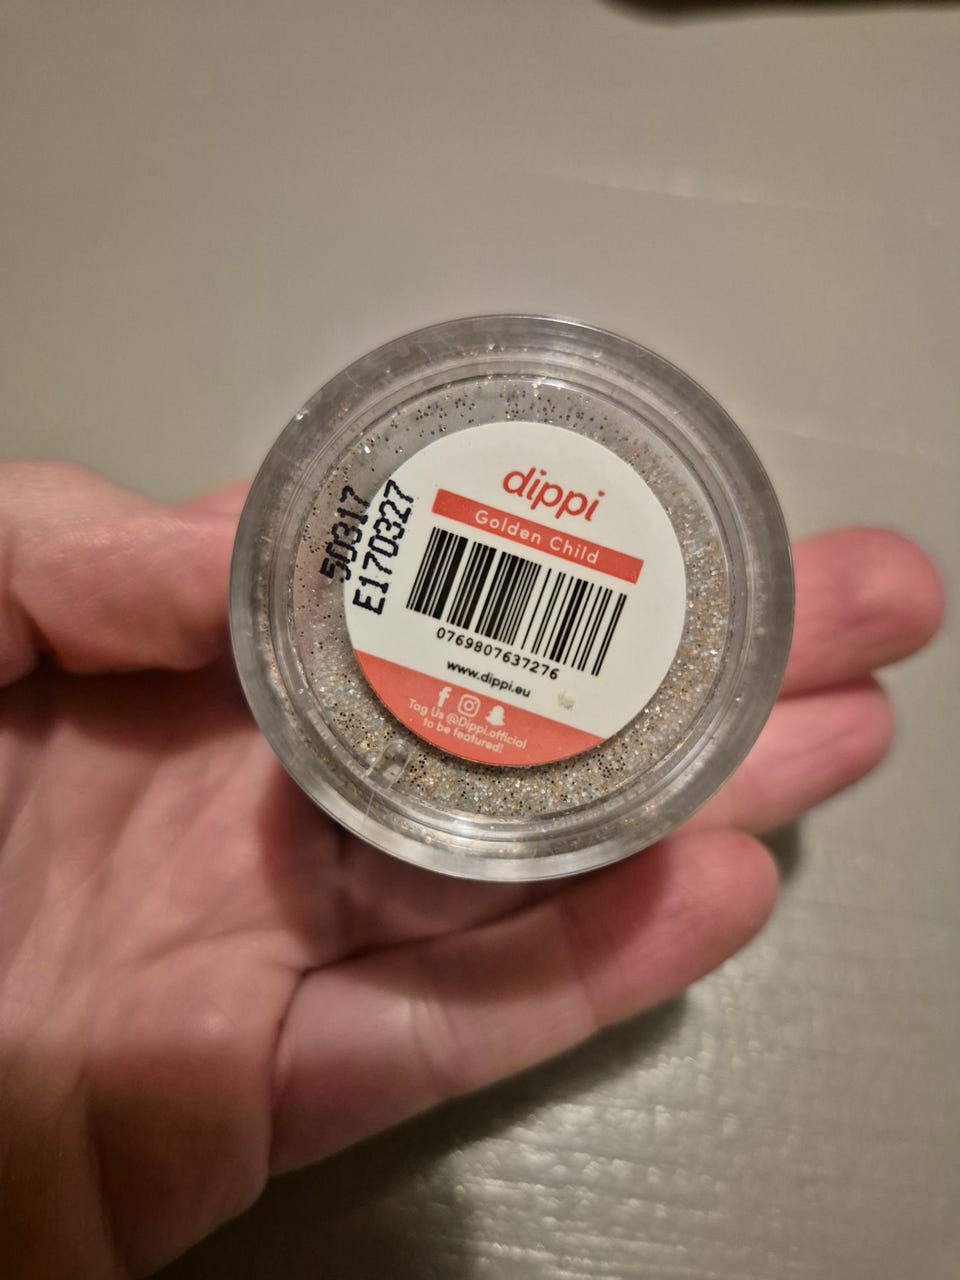 dippi
Golden Child
0769807637276
www.dippi.eu
Tag Us @Dippi.official
to be featured!
50317
E170327